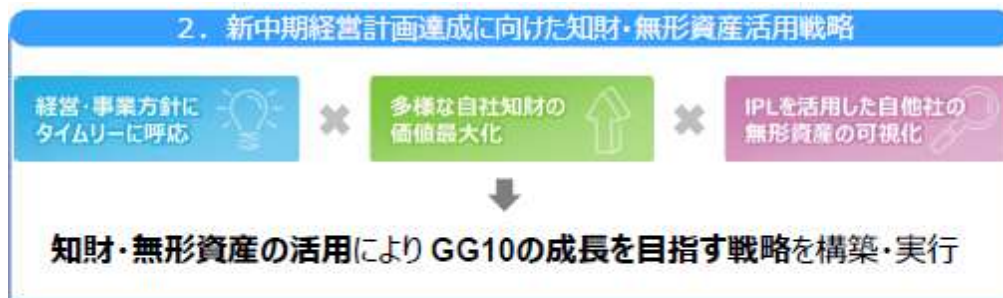 2．新中期経営計画達成に向けた知財・無形資産活用戦略
経営・事業方針に
タイムリーに呼応
×
多様な自社知財の
価値最大化
×
IPLを活用した自他社の
無形資産の可視化
知財・無形資産の活用により GG10の成長を目指す戦略を構築・実行